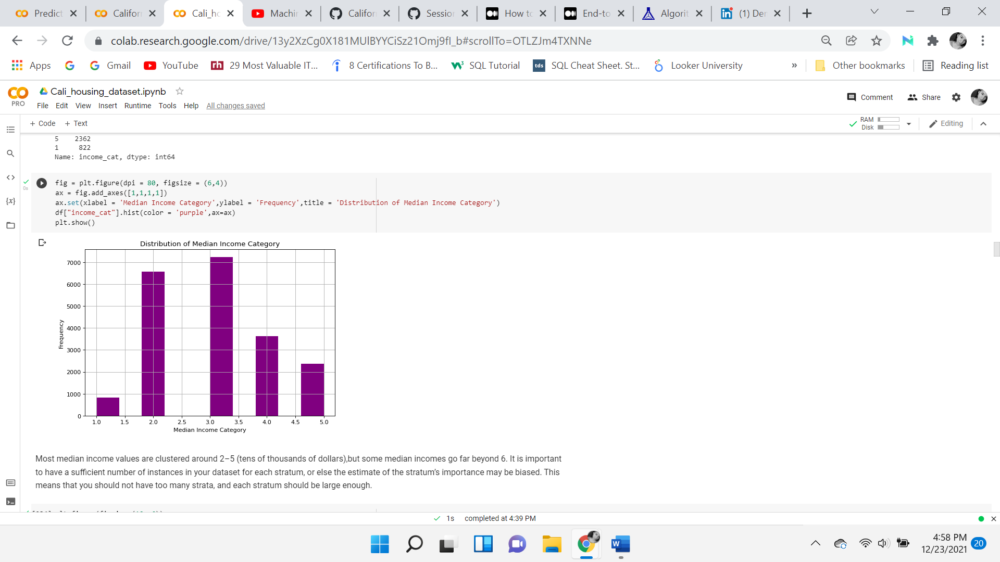 Predict
Califor
Cali_ho
Machin
Califor
Session
How to
End-to
Algorit
(1) Der
colab.research.google.com/drive/13y2XzCg0X181MUlBYYCiSz21Omj9fI_b#scrollTo=OTLZJm4TXNNe
Apps
Gmail
YouTube
rh 29 Most Valuable IT...
8 Certifications To B...
SQL Tutorial
tds SQL Cheat Sheet. St...
Looker University
»
Other bookmarks
Reading list
PRO
Cali_housing_dataset.ipynb
Comment
Share
File Edit View Insert Runtime Tools Help All changes saved
+ Code + Text
RAM
Disk
Editing
5 2362
1 822
Name: income_cat, dtype: int64
0s
fig = plt.figure(dpi = 80, figsize = (6,4))
ax = fig.add_axes([1,1,1,1])
ax.set(xlabel = 'Median Income Category',ylabel = 'Frequency',title = 'Distribution of Median Income Category')
df["income_cat"].hist(color = 'purple',ax=ax)
plt.show()
{x}
Distribution of Median Income Category
7000
6000
5000
4000
3000
2000
1000
0
Frequency
1.0 1.5 2.0 2.5 3.0 3.5 4.0 4.5 5.0
Median Income Category
Most median income values are clustered around 2–5 (tens of thousands of dollars),but some median incomes go far beyond 6. It is important
to have a sufficient number of instances in your dataset for each stratum, or else the estimate of the stratum's importance may be biased. This
means that you should not have too many strata, and each stratum should be large enough.
1s completed at 4:39 PM
W
4:58 PM
12/23/2021
20